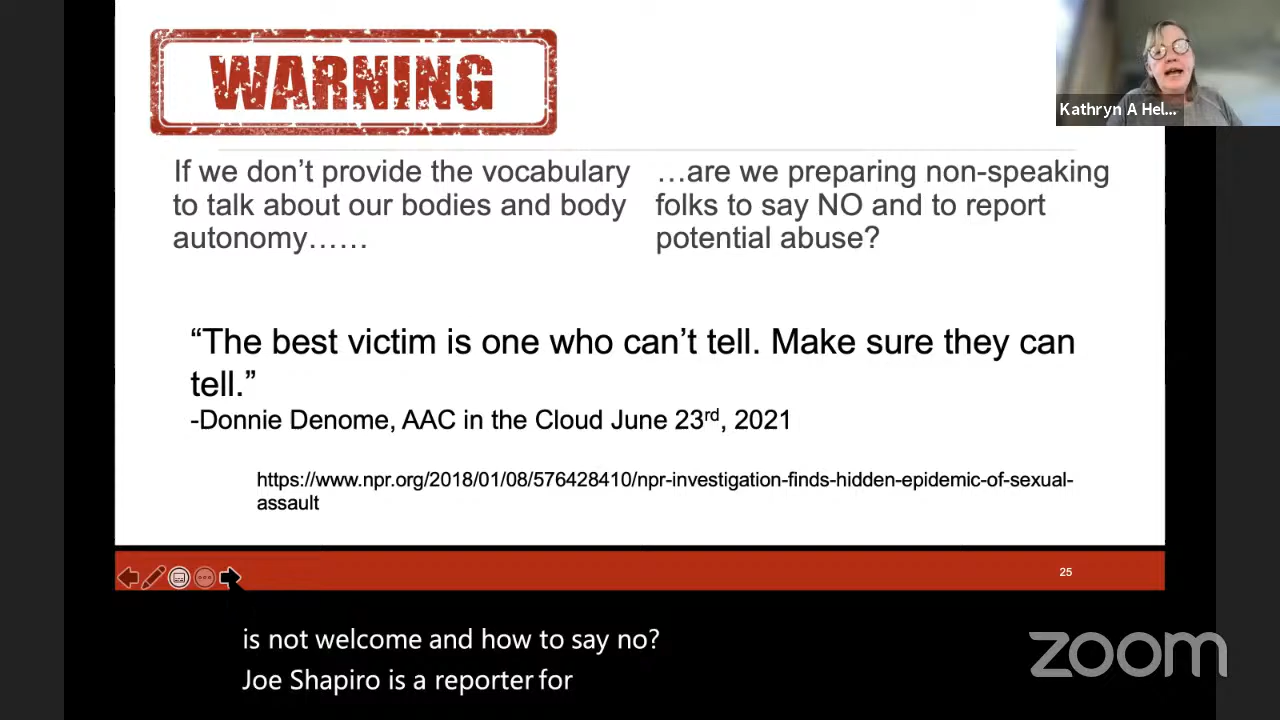 WARNING
Kathryn A Hel...
If we don’t provide the vocabulary
to talk about our bodies and body
autonomy……
…are we preparing non-speaking
folks to say NO and to report
potential abuse?
“The best victim is one who can’t tell. Make sure they can
tell.”
-Donnie Denome, AAC in the Cloud June 23rd, 2021
https://www.npr.org/2018/01/08/576428410/npr-investigation-finds-hidden-epidemic-of-sexual-
assault
25
is not welcome and how to say no?
Joe Shapiro is a reporter for
zoom